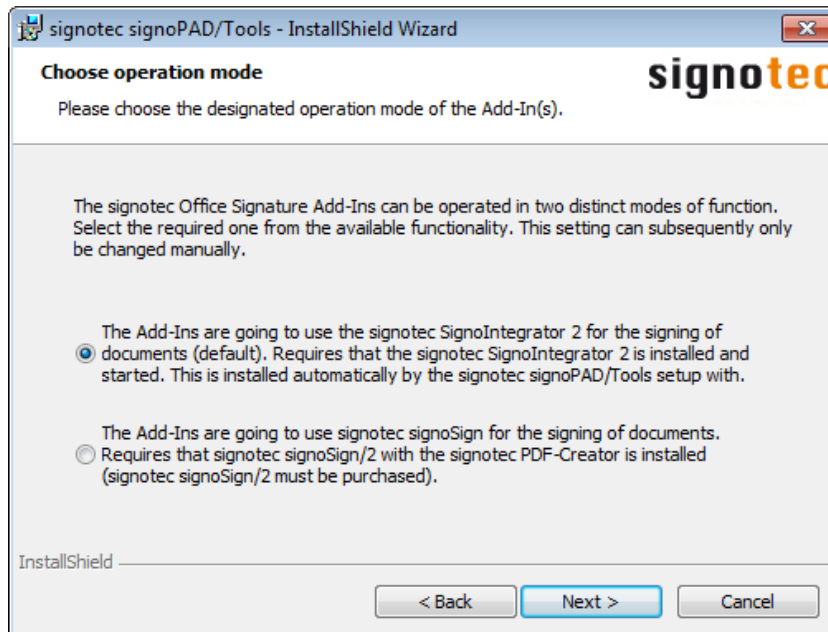 signotec signoPAD/Tools - InstallShield Wizard
Choose operation mode
signotec
Please choose the designated operation mode of the Add-In(s).
The signotec Office Signature Add-Ins can be operated in two distinct modes of function.
Select the required one from the available functionality. This setting can subsequently only
be changed manually.
The Add-Ins are going to use the signotec SignoIntegrator 2 for the signing of
documents (default). Requires that the signotec SignoIntegrator 2 is installed and
started. This is installed automatically by the signotec signoPAD/Tools setup with.
The Add-Ins are going to use signotec signoSign for the signing of documents.
Requires that signotec signoSign/2 with the signotec PDF-Creator is installed
(signotec signoSign/2 must be purchased).
InstallShield
< Back
Next >
Cancel